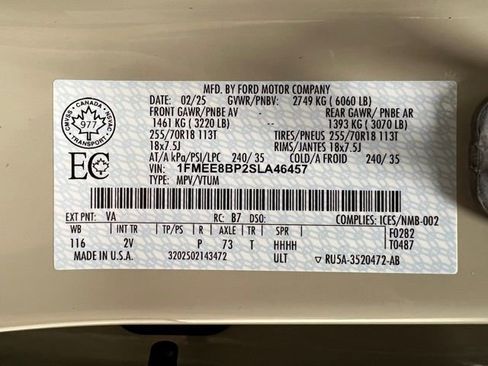 MFD. BY FORD MOTOR COMPANY
DATE: 02/25 GVWR/PNBV: 2749 KG ( 6060 LB)
FRONT GAWR/PNBE AV REAR GAWR/ PNBE AR
1461 KG ( 3220 LB) 1393 KG ( 3070 LB)
255/70R18 113T TIRES/PNEUS 255/70R18 113T
18x7.5J RIMS/JANTES 18x7.5J
AT/A kPa/PSI/LPC 240/ 35 COLD/A FROID 240/ 35
VIN: 1FMEE8BP2SLA46457
TYPE: MPV/VTUM
CANADA
977
TRANSPORT
EC
EXT PNT: VA RC: B7 DSO: COMPLIES: ICES/NMB-002
WB INT TR TP/PS R AXLE TR SPR F0282
116 2V P 73 T HHHH T0487
MADE IN U.S.A. 3202502143472 ULT ▽ RU5A-3520472-AB